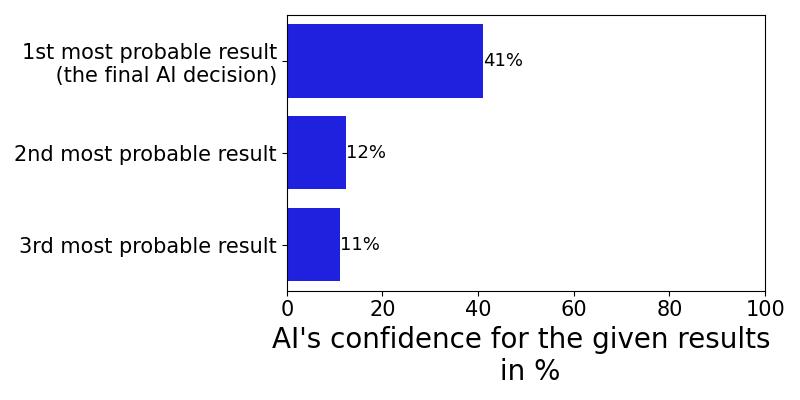 1st most probable result
(the final AI decision)
41%
2nd most probable result
12%
3rd most probable result
11%
0 20 40 60 80 100
AI's confidence for the given results
in %